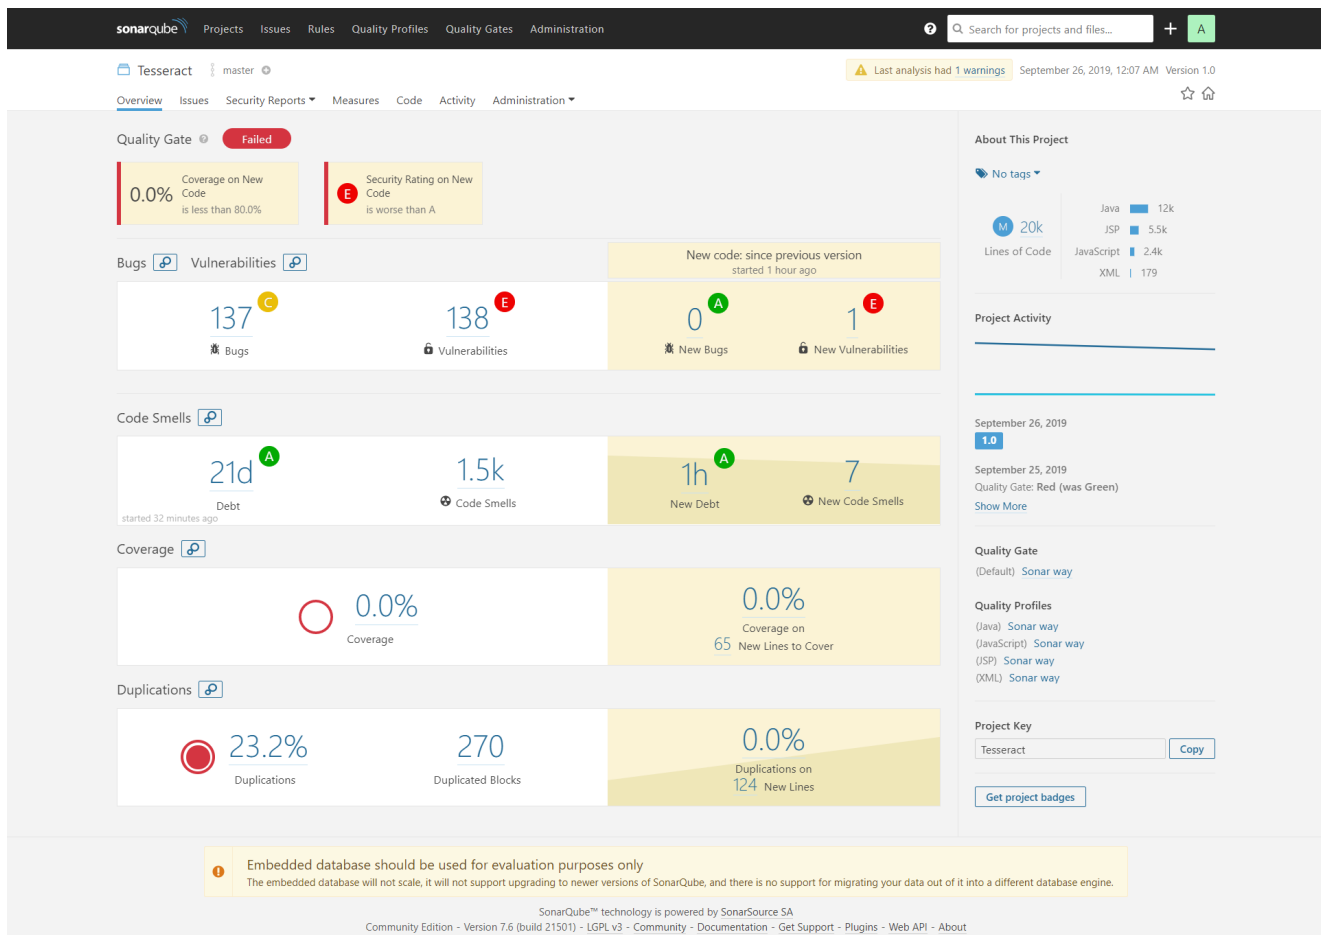 sonarqube Projects Issues Rules Quality Profiles Quality Gates Administration
Search for projects and files...
A
Tesseract master
Last analysis had 1 warnings September 26, 2019, 12:07 AM Version 1.0
Overview Issues Security Reports Measures Code Activity Administration
Quality Gate Failed
0.0% Coverage on New Code
is less than 80.0%
E Security Rating on New Code
is worse than A
Bugs Vulnerabilities
New code: since previous version
started 1 hour ago
137 C
Bugs
138 E
Vulnerabilities
0 A
New Bugs
1 E
New Vulnerabilities
Code Smells
21d A
Debt
started 32 minutes ago
1.5k
Code Smells
1h A
New Debt
7
New Code Smells
Coverage
0.0%
Coverage
0.0%
Coverage on
65 New Lines to Cover
Duplications
23.2%
Duplications
270
Duplicated Blocks
0.0%
Duplications on
124 New Lines
About This Project
No tags
M 20k
Lines of Code
Java 12k
JSP 5.5k
JavaScript 2.4k
XML 179
Project Activity
September 26, 2019
1.0
September 25, 2019
Quality Gate: Red (was Green)
Show More
Quality Gate
(Default) Sonar way
Quality Profiles
(Java) Sonar way
(JavaScript) Sonar way
(JSP) Sonar way
(XML) Sonar way
Project Key
Tesseract Copy
Get project badges
Embedded database should be used for evaluation purposes only
The embedded database will not scale, it will not support upgrading to newer versions of SonarQube, and there is no support for migrating your data out of it into a different database engine.
SonarQube™ technology is powered by SonarSource SA
Community Edition - Version 7.6 (build 21501) - LGPL v3 - Community - Documentation - Get Support - Plugins - Web API - About